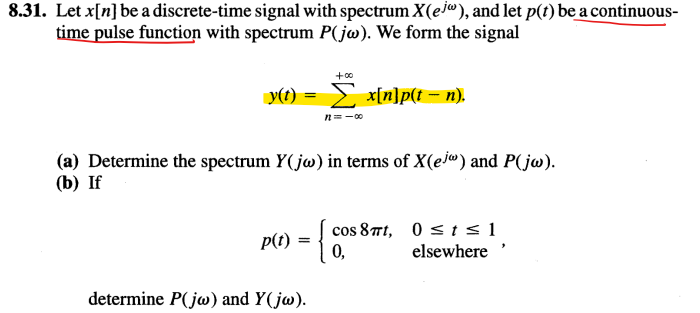 8.31. Let x[n] be a discrete-time signal with spectrum X(e^{jω}), and let p(t) be a continuous-
time pulse function with spectrum P(jω). We form the signal
y(t) = \sum_{n=-∞}^{+∞} x[n]p(t − n).
(a) Determine the spectrum Y(jω) in terms of X(e^{jω}) and P(jω).
(b) If
p(t) = { cos 8πt, 0 ≤ t ≤ 1
0, elsewhere ,
determine P(jω) and Y(jω).